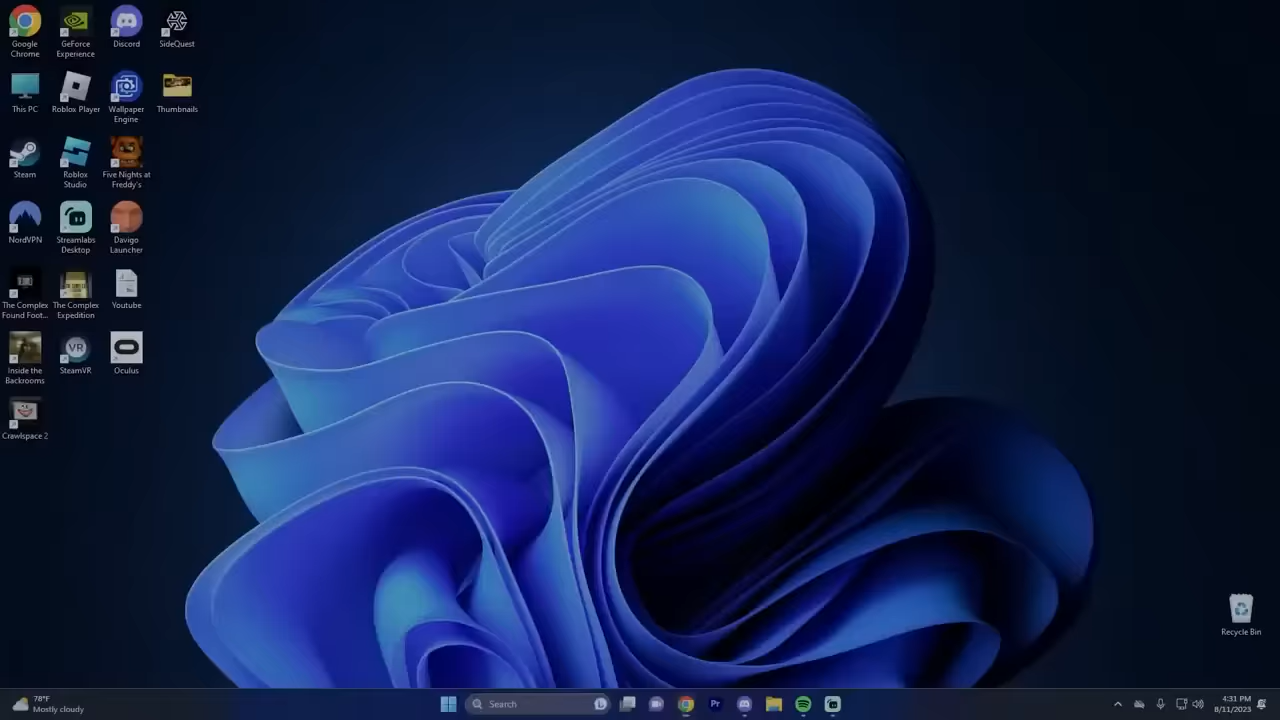 Google
Chrome
GeForce
Experience
Discord
SideQuest
This PC
Roblox Player
Wallpaper
Engine
Thumbnails
Steam
Roblox
Studio
Five Nights at
Freddy's
NordVPN
Streamlabs
Desktop
Davigo
Launcher
The Complex
Found Foot...
The Complex
Expedition
Youtube
Inside the
Backrooms
VR
SteamVR
Oculus
Crawlspace 2
Recycle Bin
78°F
Mostly cloudy
Search
Pr
4:31 PM
8/11/2023